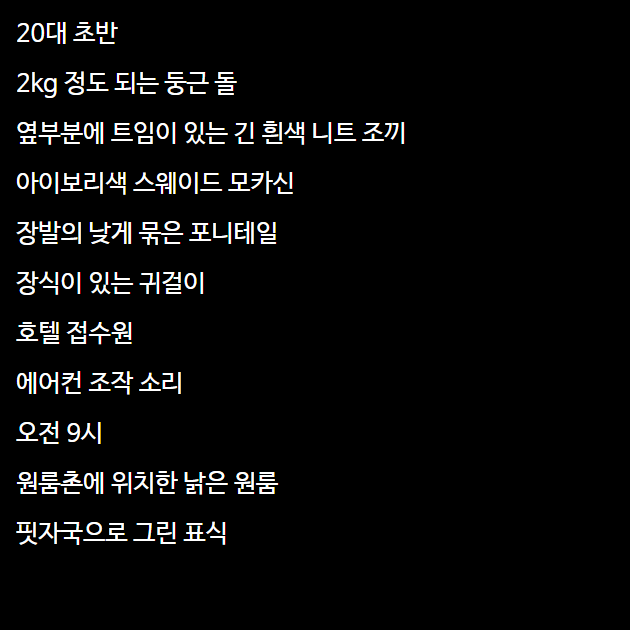 20대 초반
2kg 정도 되는 둥근 돌
옆부분에 트임이 있는 긴 흰색 니트 조끼
아이보리색 스웨이드 모카신
장발의 낮게 묶은 포니테일
장식이 있는 귀걸이
호텔 접수원
에어컨 조작 소리
오전 9시
원룸촌에 위치한 낡은 원룸
핏자국으로 그린 표식